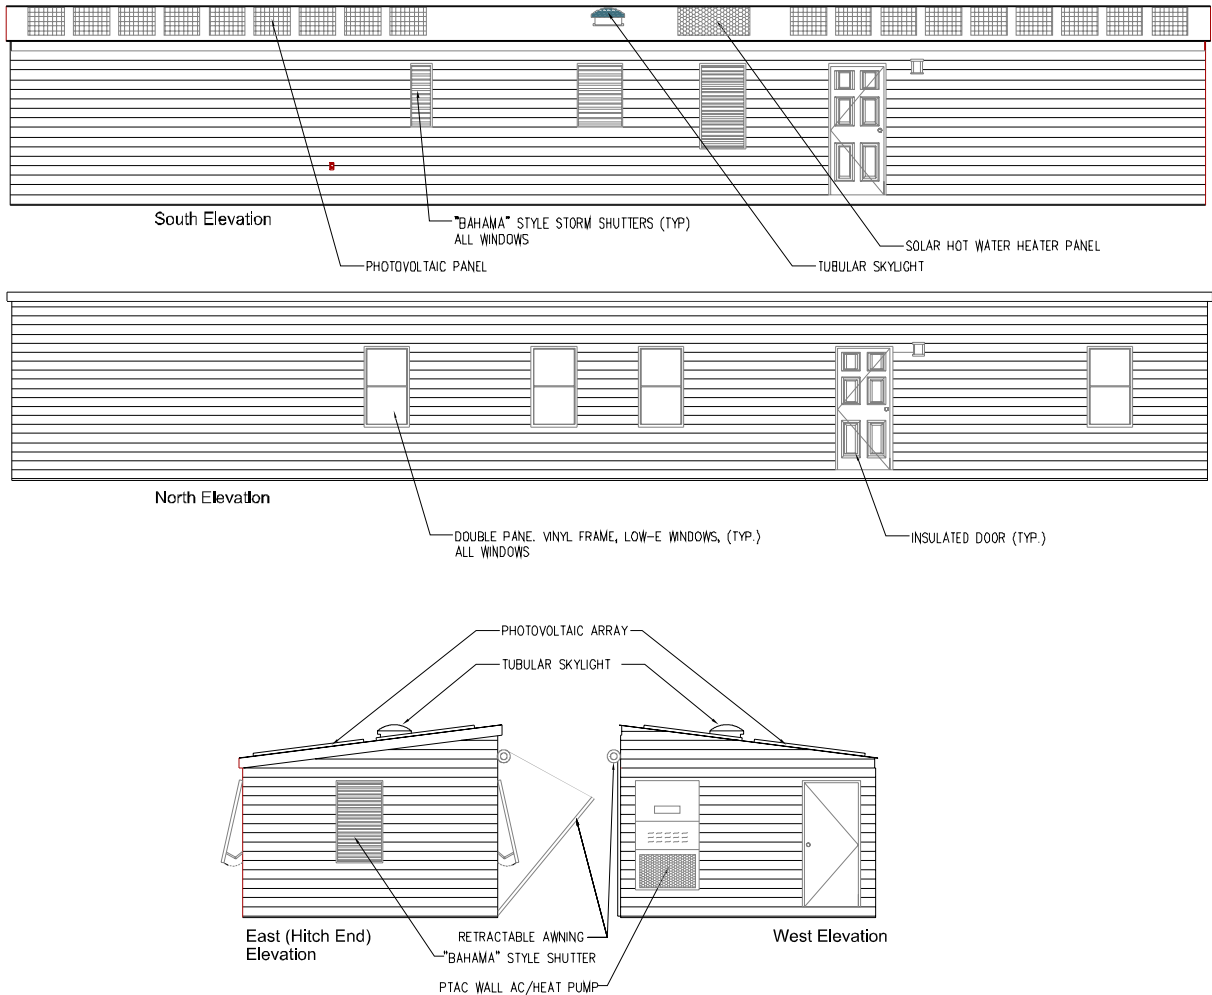 South Elevation
"BAHAMA" STYLE STORM SHUTTERS (TYP)
ALL WINDOWS
SOLAR HOT WATER HEATER PANEL
PHOTOVOLTAIC PANEL
TUBULAR SKYLIGHT
North Elevation
DOUBLE PANE. VINYL FRAME, LOW-E WINDOWS, (TYP.)
ALL WINDOWS
INSULATED DOOR (TYP.)
PHOTOVOLTAIC ARRAY
TUBULAR SKYLIGHT
East (Hitch End)
Elevation
RETRACTABLE AWNING
West Elevation
"BAHAMA" STYLE SHUTTER
PTAC WALL AC/HEAT PUMP